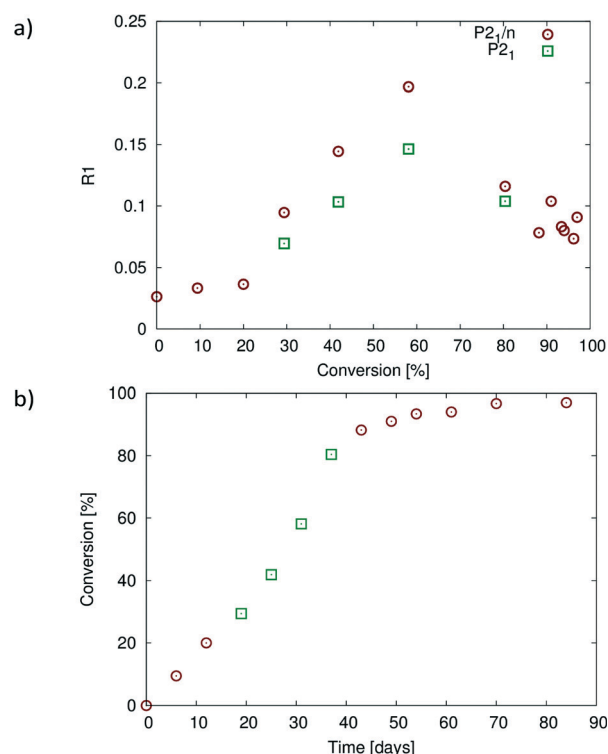 a)
0.25
0.2
0.15
0.1
0.05
0
R1
P2₁/n
P2₁
0 10 20 30 40 50 60 70 80 90 100
Conversion [%]
b)
100
80
60
40
20
0
Conversion [%]
0 10 20 30 40 50 60 70 80 90
Time [days]